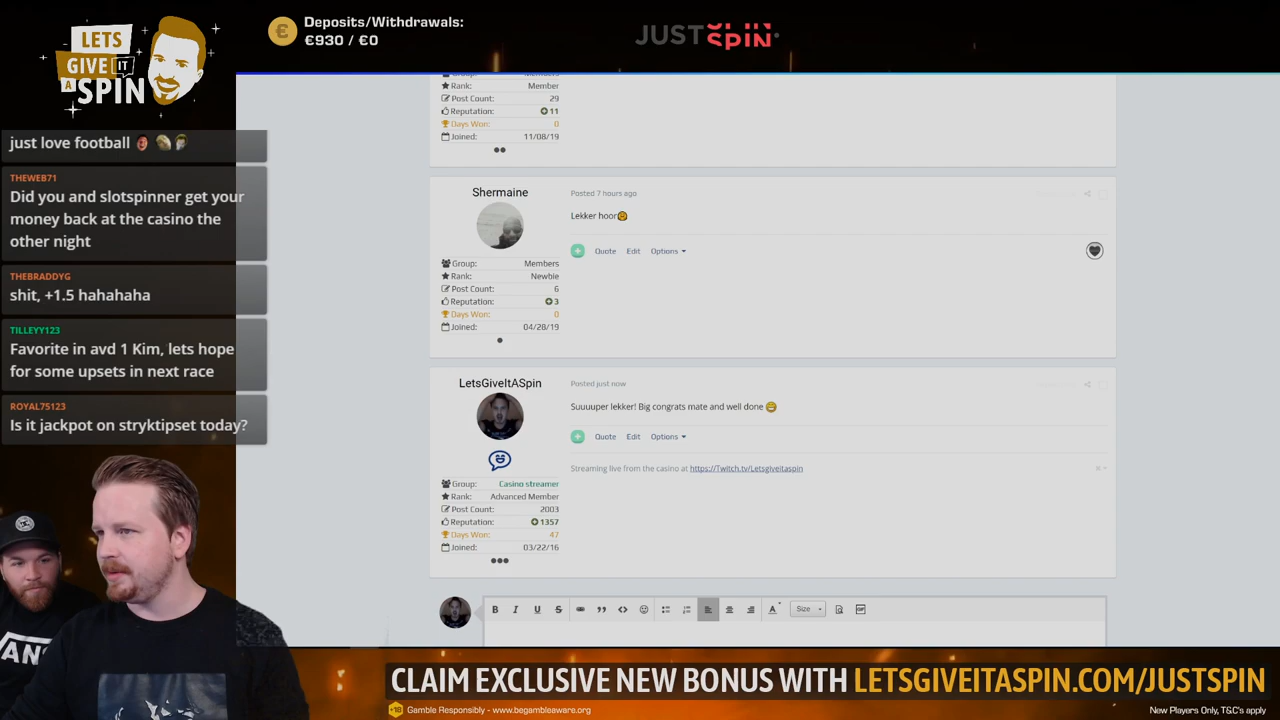 LETS
GIVE IT
A SPIN
Deposits/Withdrawals:
€930 / €0
JUST SPIN
just love football
THEWEB71
Did you and slotspinner get your
money back at the casino the
other night
THEBRADDYG
shit, +1.5 hahahaha
TILLEYY123
Favorite in avd 1 Kim, lets hope
for some upsets in next race
ROYAL75123
Is it jackpot on stryktipset today?
Group: Members
Rank: Member
Post Count: 29
Reputation: 11
Days Won: 0
Joined: 11/08/19
Shermaine
Posted 7 hours ago
Lekker hoor
Quote Edit Options
Group: Members
Rank: Newbie
Post Count: 6
Reputation: 3
Days Won: 0
Joined: 04/28/19
LetsGiveItASpin
Posted just now
Suuuuper lekker! Big congrats mate and well done
Quote Edit Options
Streaming live from the casino at https://Twitch.tv/Letsgiveitaspin
Group: Casino streamer
Rank: Advanced Member
Post Count: 2003
Reputation: 1357
Days Won: 47
Joined: 03/22/16
B I U S A Size
CLAIM EXCLUSIVE NEW BONUS WITH LETSGIVEITASPIN.COM/JUSTSPIN
+18 Gamble Responsibly - www.begambleaware.org
New Players Only, T&C's apply